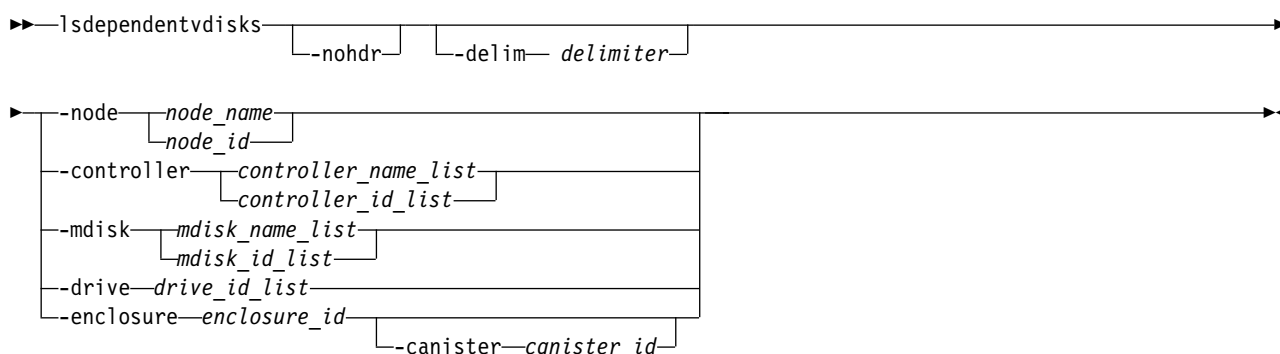 lsdependentvdisks
-nohdr -delim delimiter
-node node_name
node_id
-controller controller_name_list
controller_id_list
-mdisk mdisk_name_list
mdisk_id_list
-drive drive_id_list
-enclosure enclosure_id
-canister canister_id